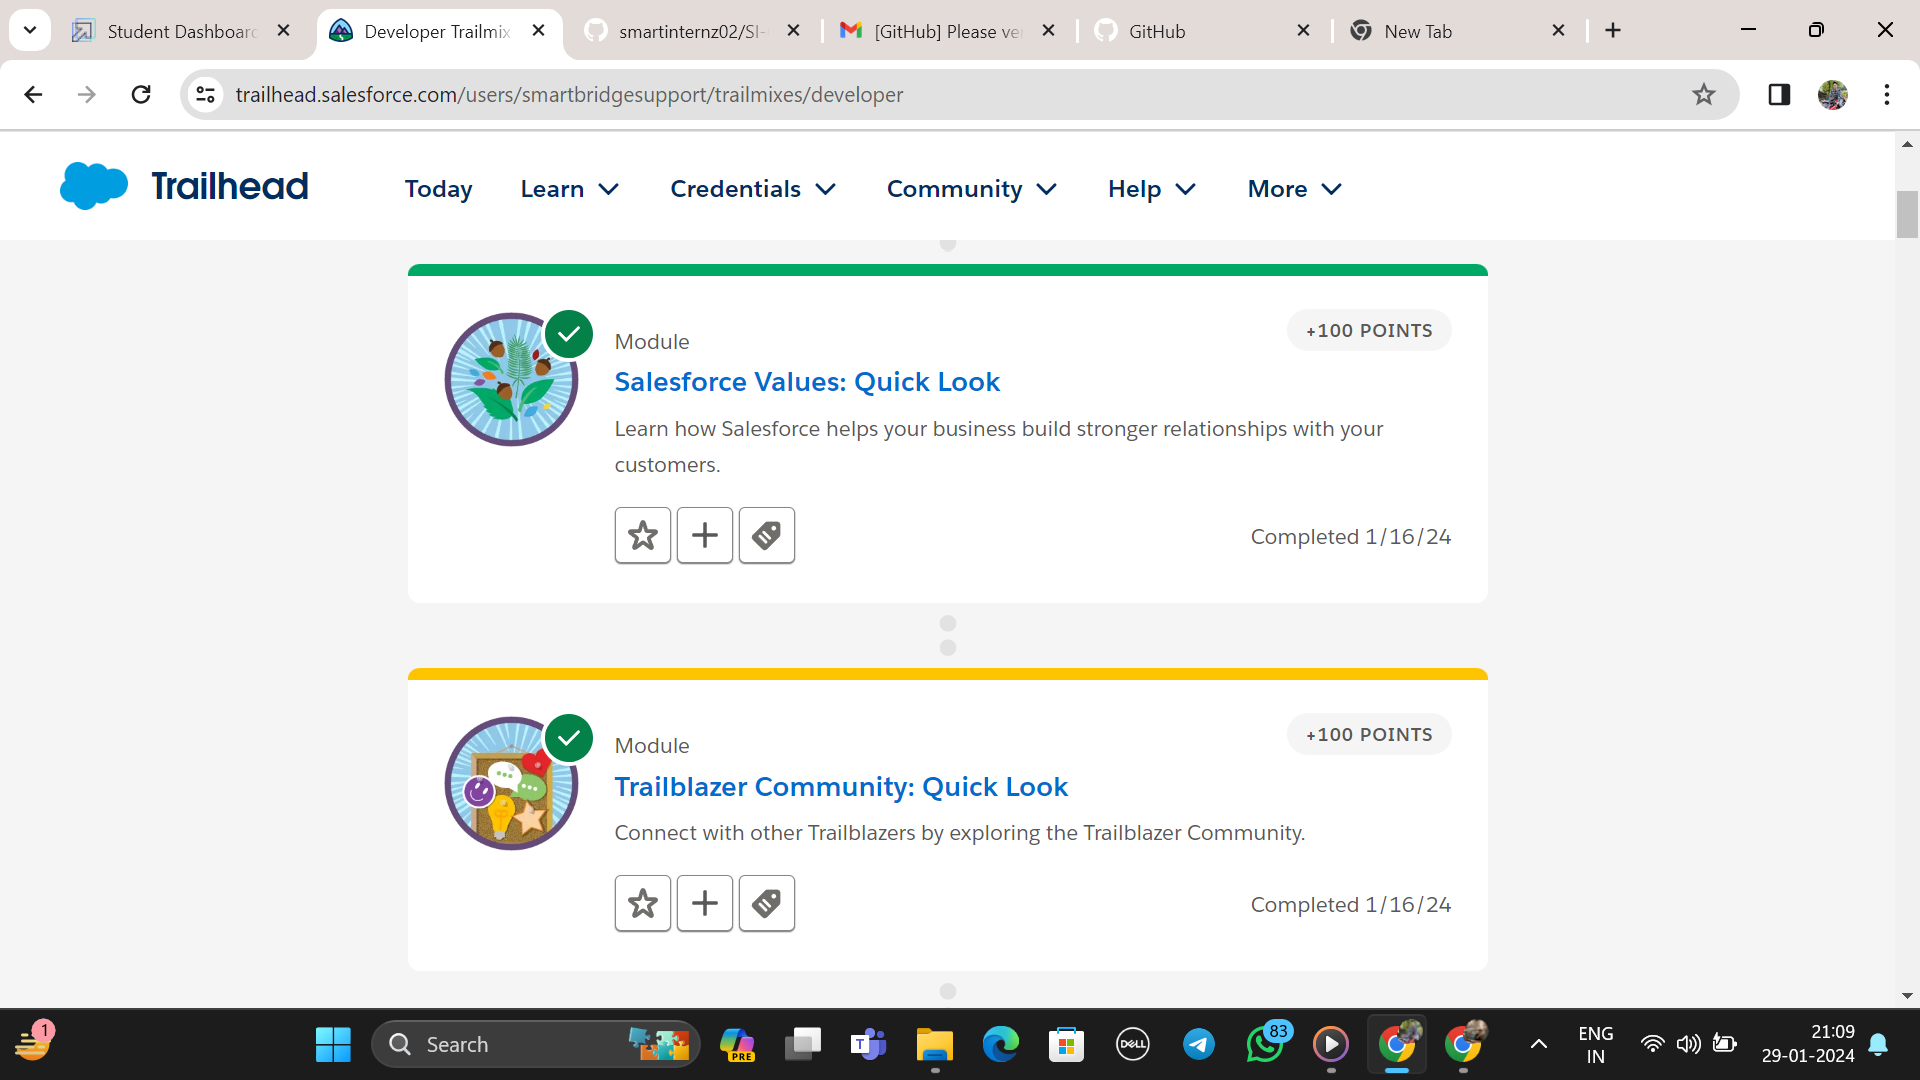 Student Dashboard
Developer Trailmix
smartinternz02/SI-
[GitHub] Please ve
GitHub
New Tab
trailhead.salesforce.com/users/smartbridgesupport/trailmixes/developer
Trailhead
Today
Learn
Credentials
Community
Help
More
Module
+100 POINTS
Salesforce Values: Quick Look
Learn how Salesforce helps your business build stronger relationships with your
customers.
Completed 1/16/24
Module
+100 POINTS
Trailblazer Community: Quick Look
Connect with other Trailblazers by exploring the Trailblazer Community.
Completed 1/16/24
1
Search
PRE
T
DELL
83
ENG
IN
21:09
29-01-2024